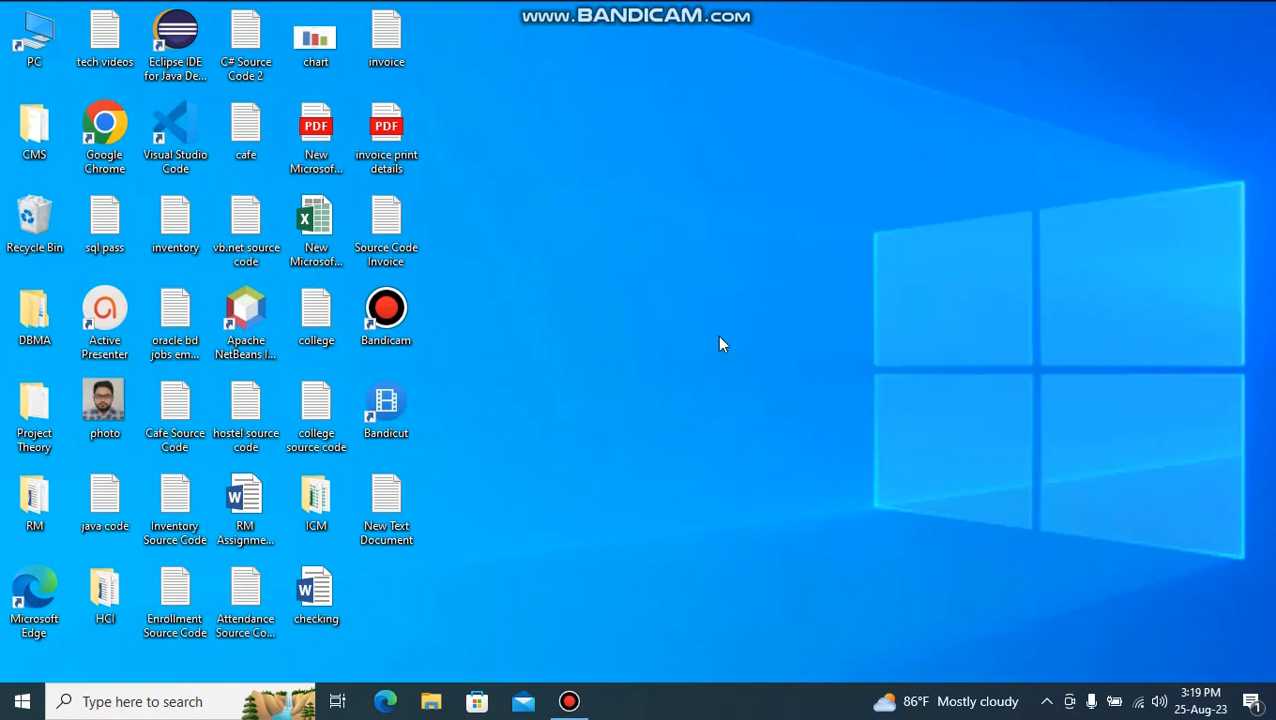 www.BANDICAM.com
PC
tech videos
Eclipse IDE
for Java De...
C# Source
Code 2
chart
invoice
CMS
Google
Chrome
Visual Studio
Code
cafe
PDF
New
Microsof...
PDF
invoice print
details
Recycle Bin
sql pass
inventory
vb.net source
code
New
Microsof...
Source Code
Invoice
DBMA
Active
Presenter
oracle bd
jobs em...
Apache
NetBeans I...
college
Bandicam
Project
Theory
photo
Cafe Source
Code
hostel source
code
college
source code
Bandicut
RM
java code
Inventory
Source Code
RM
Assignme...
ICM
New Text
Document
Microsoft
Edge
HCI
Enrollment
Source Code
Attendance
Source Co...
checking
Type here to search
86°F Mostly cloudy
3:19 PM
25-Aug-23
1